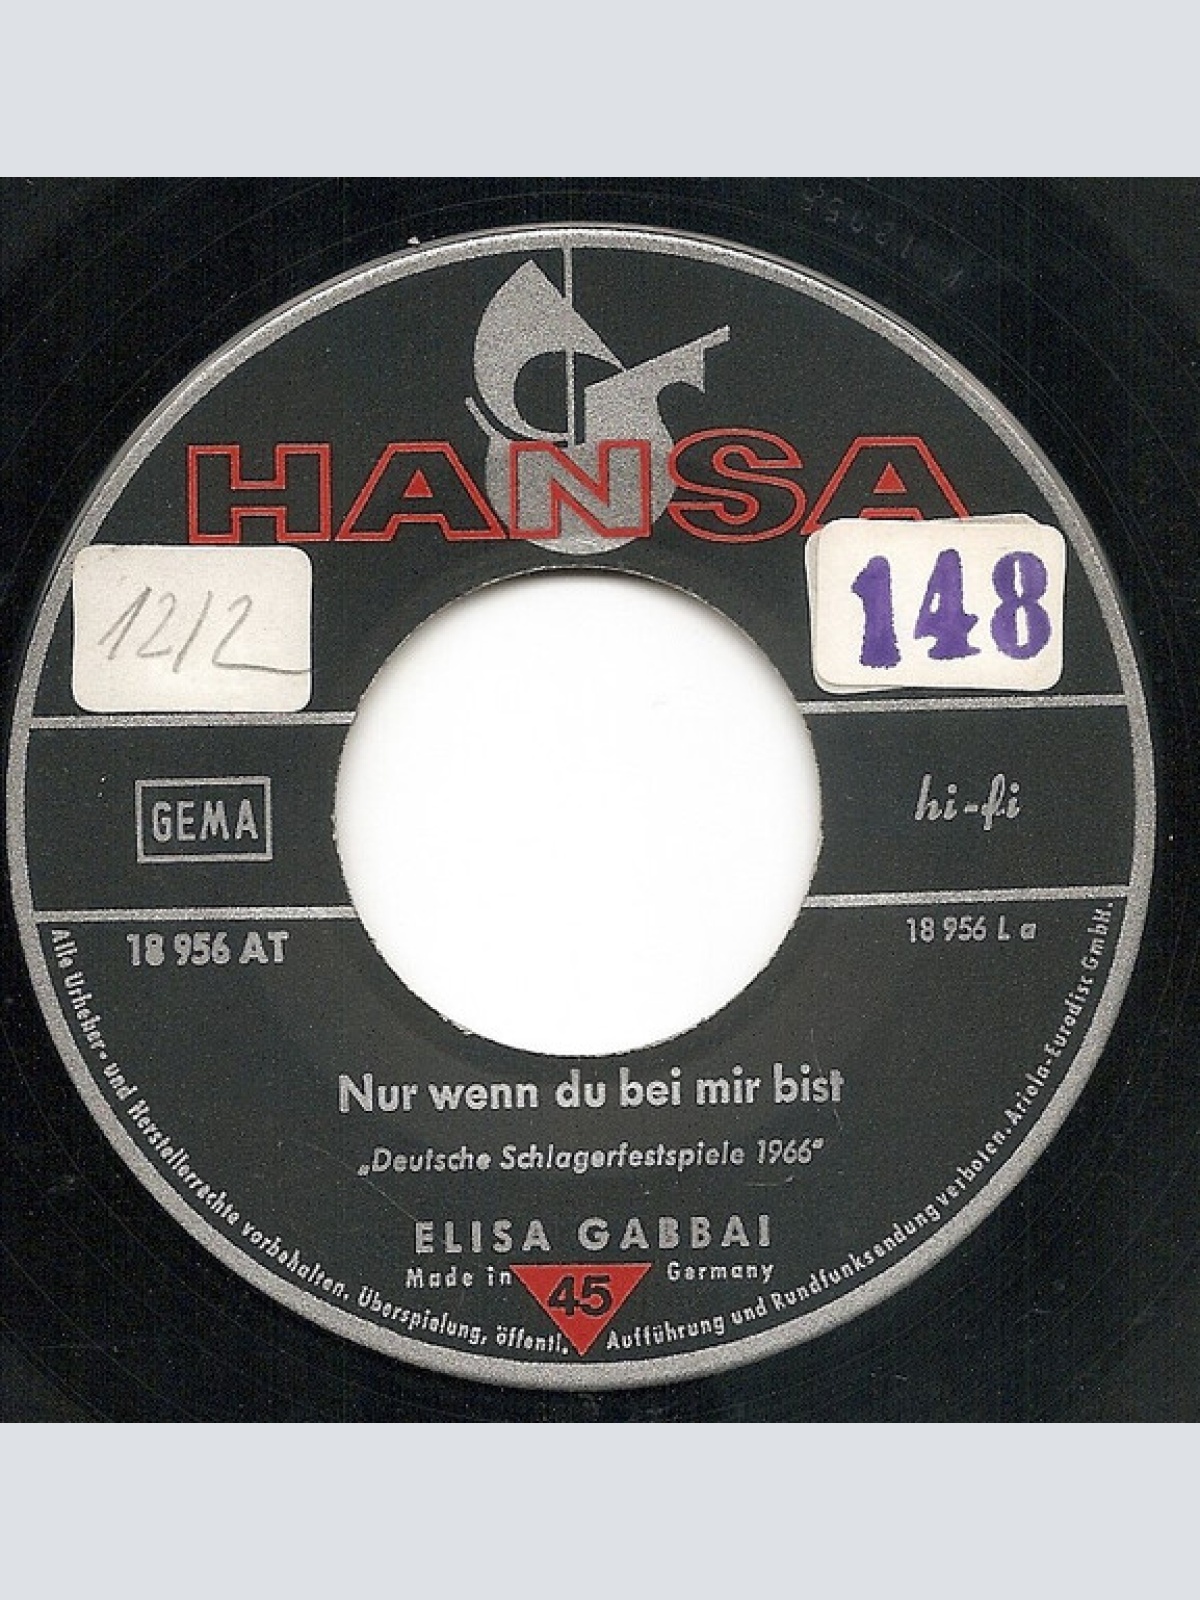 HANSA
12/2
148
GEMA
hi-fi
18 956 AT
18 956 L a
Nur wenn du bei mir bist
„Deutsche Schlagerfestspiele 1966“
ELISA GABBAI
Made in 45 Germany
Alle Urheber- und Herstellerrechte vorbehalten. Überspielung, öffentl. Aufführung und Rundfunksendung verboten. Ariola-Eurodisc GmbH.